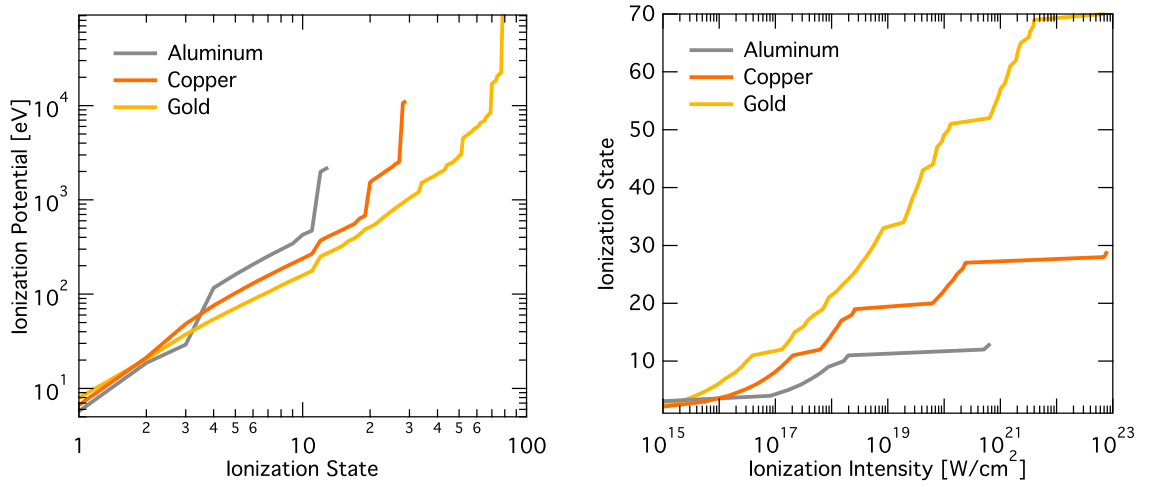 Aluminum
Copper
Gold
Ionization Potential [eV]
10^4
10^3
10^2
10^1
1
2
3
4
5
6
10
2
3
4
5
6
100
Ionization State
Aluminum
Copper
Gold
Ionization State
70
60
50
40
30
20
10
10^15
10^17
10^19
10^21
10^23
Ionization Intensity [W/cm^2]